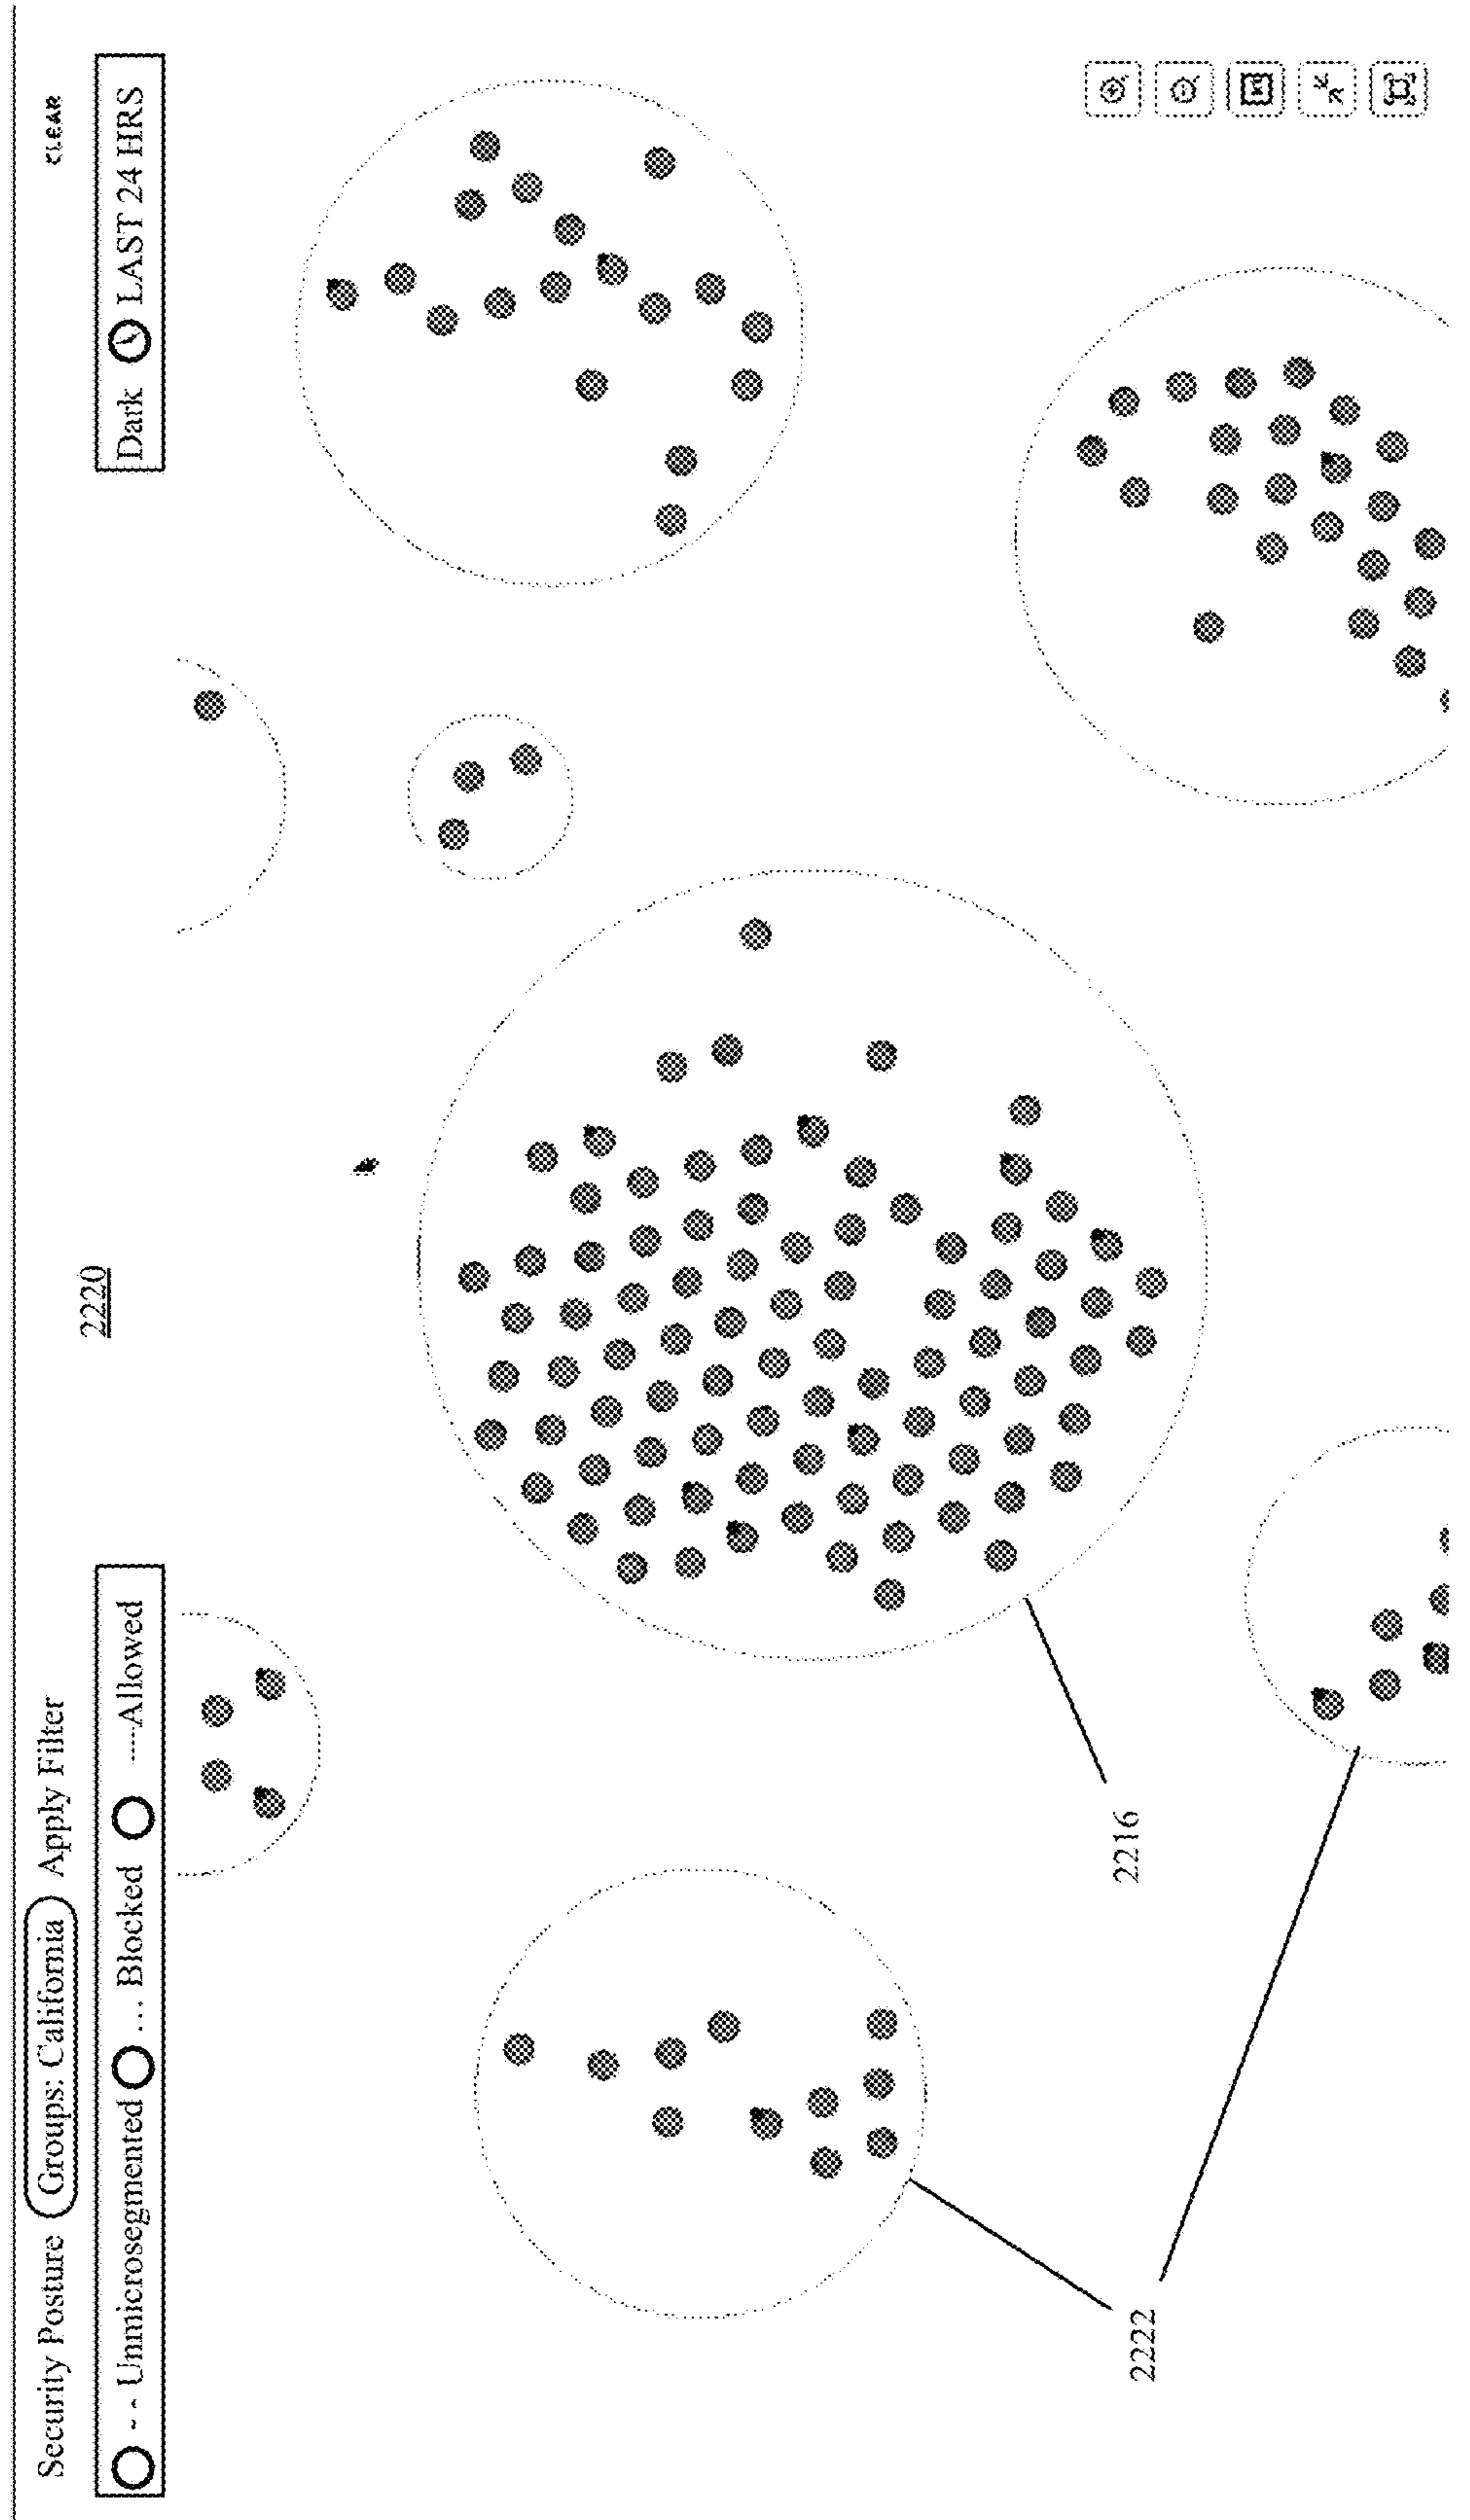 Security Posture Groups: California Apply Filter
CLEAR
- - Unmicrosegmented ... Blocked ----Allowed
2220
Dark LAST 24 HRS
2216
2222